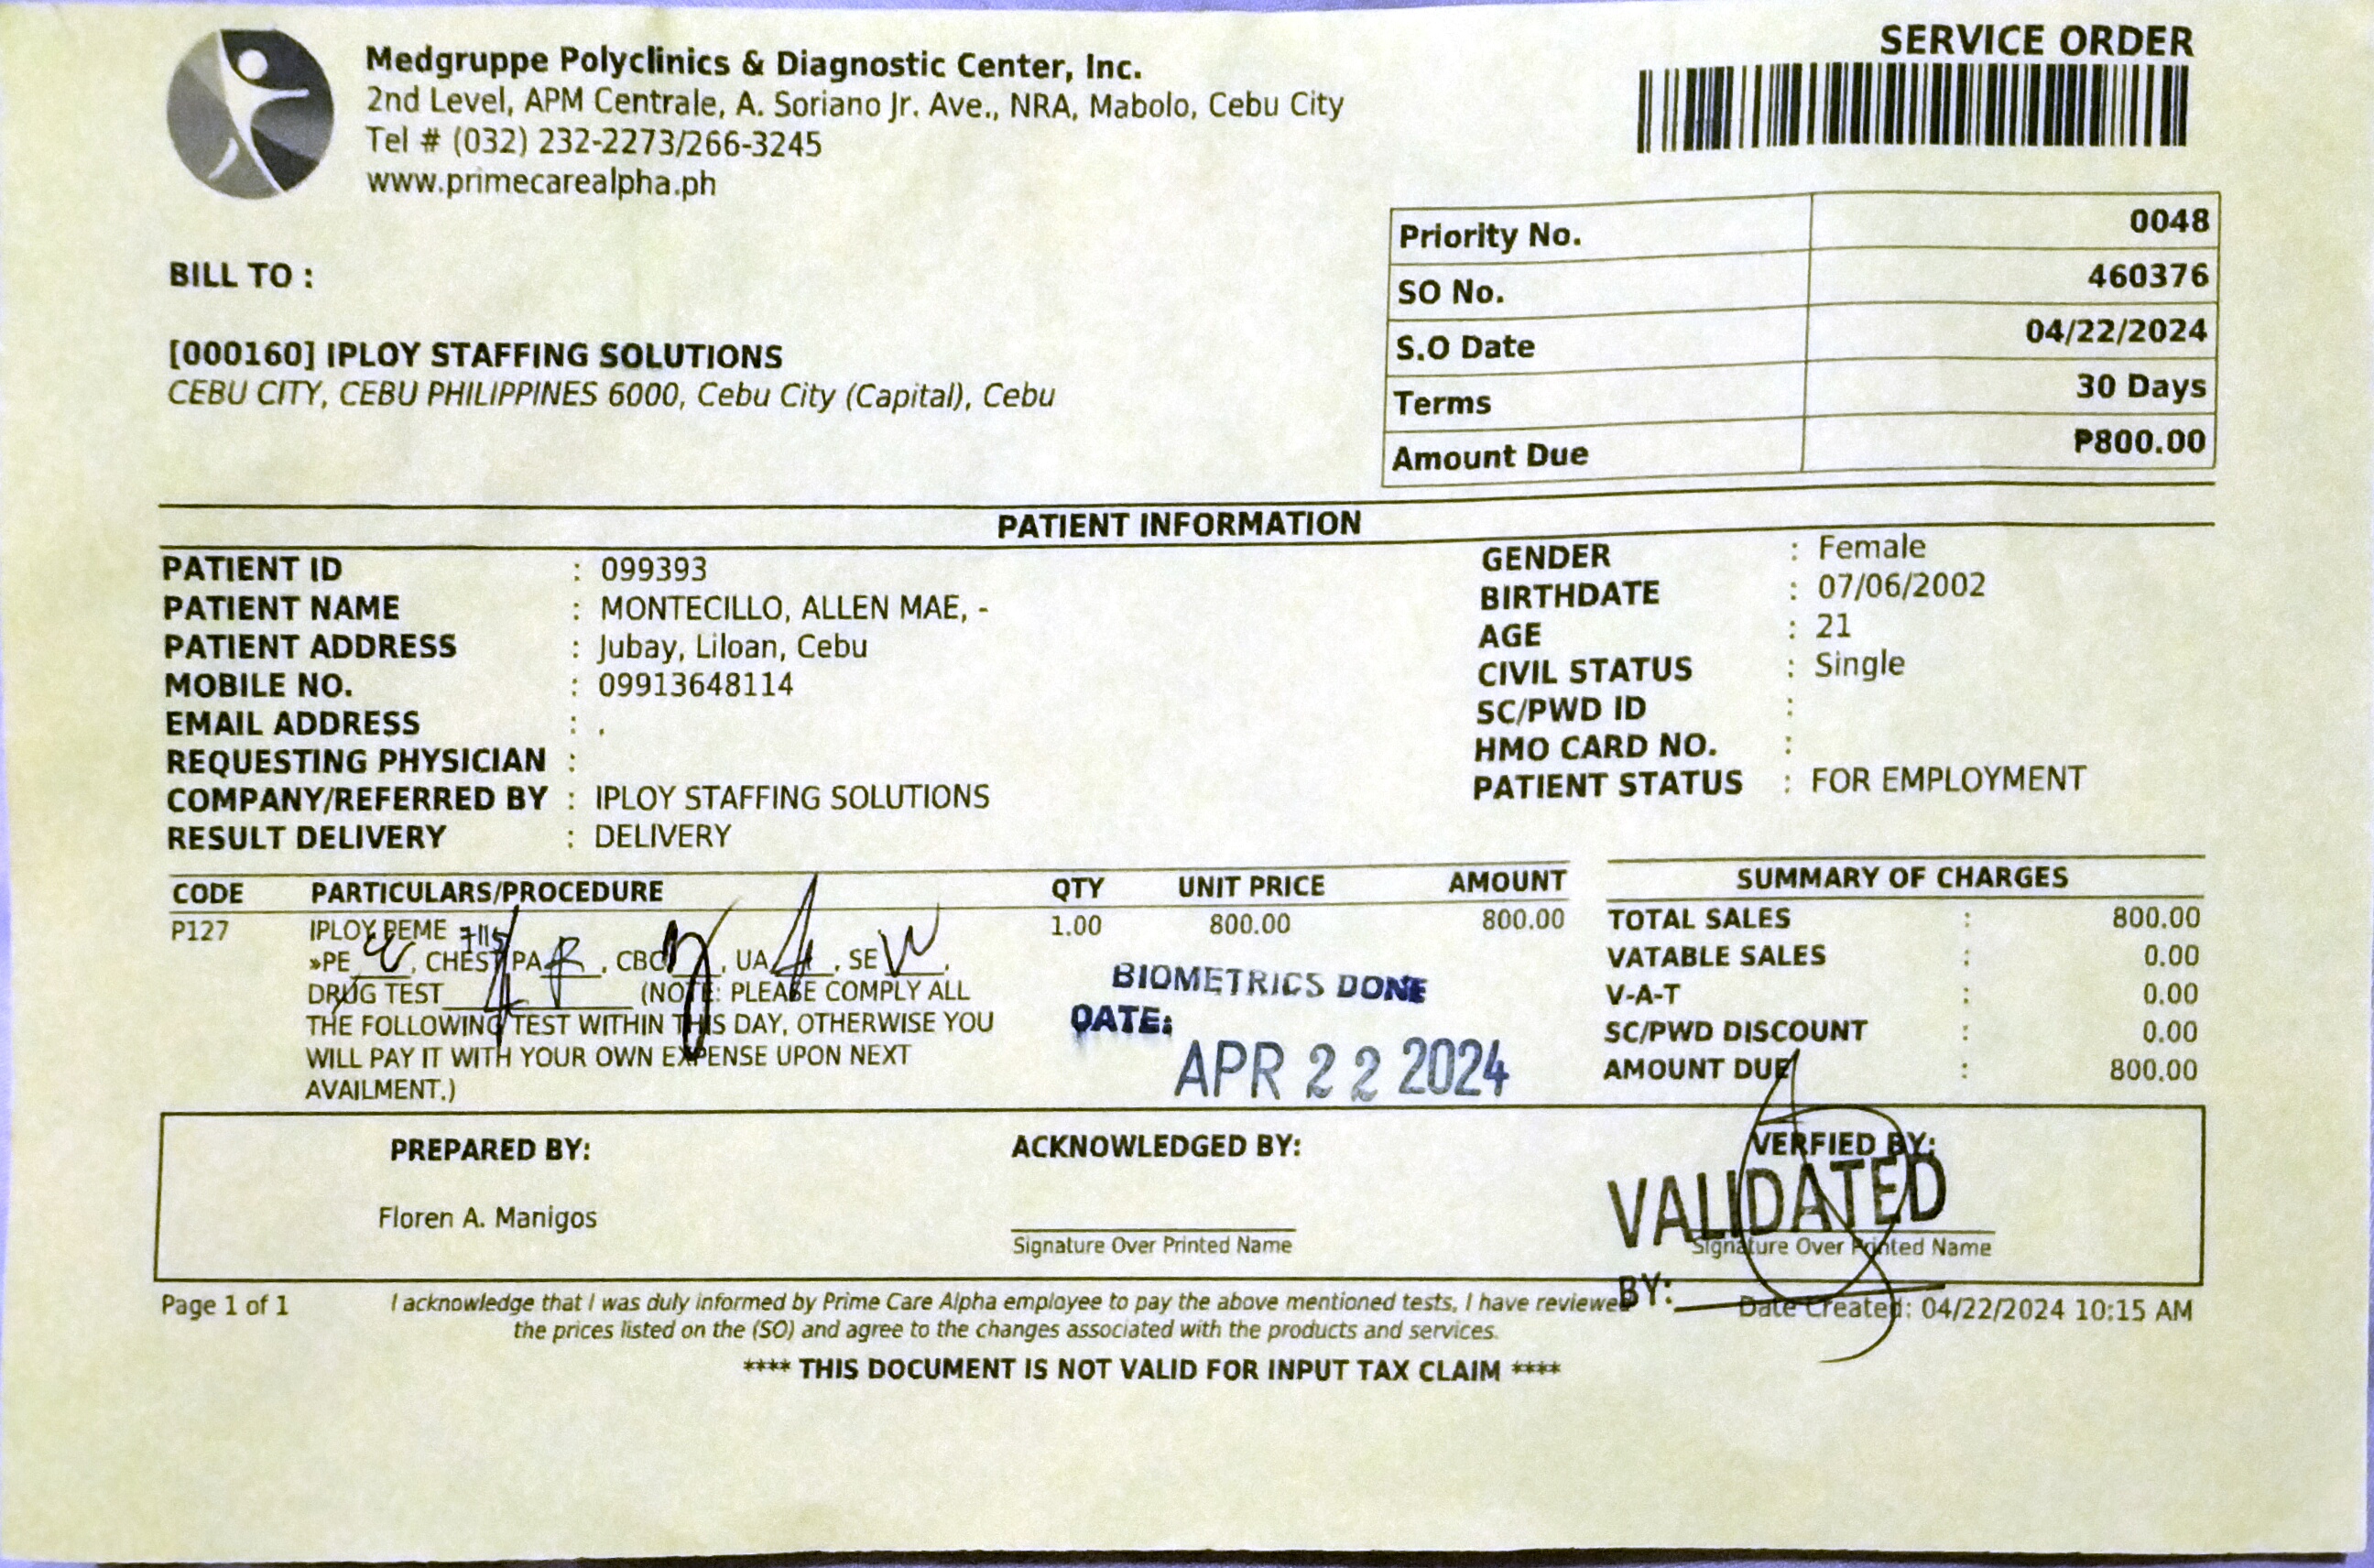 Medgruppe Polyclinics & Diagnostic Center, Inc.
2nd Level, APM Centrale, A. Soriano Jr. Ave., NRA, Mabolo, Cebu City
Tel # (032) 232-2273/266-3245
www.primecarealpha.ph
SERVICE ORDER
Priority No. 0048
SO No. 460376
S.O Date 04/22/2024
Terms 30 Days
Amount Due ₱800.00
BILL TO :
[000160] IPLOY STAFFING SOLUTIONS
CEBU CITY, CEBU PHILIPPINES 6000, Cebu City (Capital), Cebu
PATIENT INFORMATION
PATIENT ID : 099393
PATIENT NAME : MONTECILLO, ALLEN MAE, -
PATIENT ADDRESS : Jubay, Liloan, Cebu
MOBILE NO. : 09913648114
EMAIL ADDRESS : .
REQUESTING PHYSICIAN :
COMPANY/REFERRED BY : IPLOY STAFFING SOLUTIONS
RESULT DELIVERY : DELIVERY
GENDER : Female
BIRTHDATE : 07/06/2002
AGE : 21
CIVIL STATUS : Single
SC/PWD ID :
HMO CARD NO. :
PATIENT STATUS : FOR EMPLOYMENT
CODE PARTICULARS/PROCEDURE QTY UNIT PRICE AMOUNT
P127 IPLOY PEME 1.00 800.00 800.00
»PE____, CHEST PA____, CBC____, UA____, SE____,
DRUG TEST____________ (NOTE: PLEASE COMPLY ALL
THE FOLLOWING TEST WITHIN THIS DAY, OTHERWISE YOU
WILL PAY IT WITH YOUR OWN EXPENSE UPON NEXT
AVAILMENT.)
BIOMETRICS DONE
DATE:
APR 22 2024
SUMMARY OF CHARGES
TOTAL SALES : 800.00
VATABLE SALES : 0.00
V-A-T : 0.00
SC/PWD DISCOUNT : 0.00
AMOUNT DUE : 800.00
PREPARED BY:
Floren A. Manigos
ACKNOWLEDGED BY:
Signature Over Printed Name
VERFIED BY:
VALIDATED
Signature Over Printed Name
BY:
Page 1 of 1
I acknowledge that I was duly informed by Prime Care Alpha employee to pay the above mentioned tests, I have reviewed
the prices listed on the (SO) and agree to the changes associated with the products and services.
Date Created: 04/22/2024 10:15 AM
**** THIS DOCUMENT IS NOT VALID FOR INPUT TAX CLAIM ****